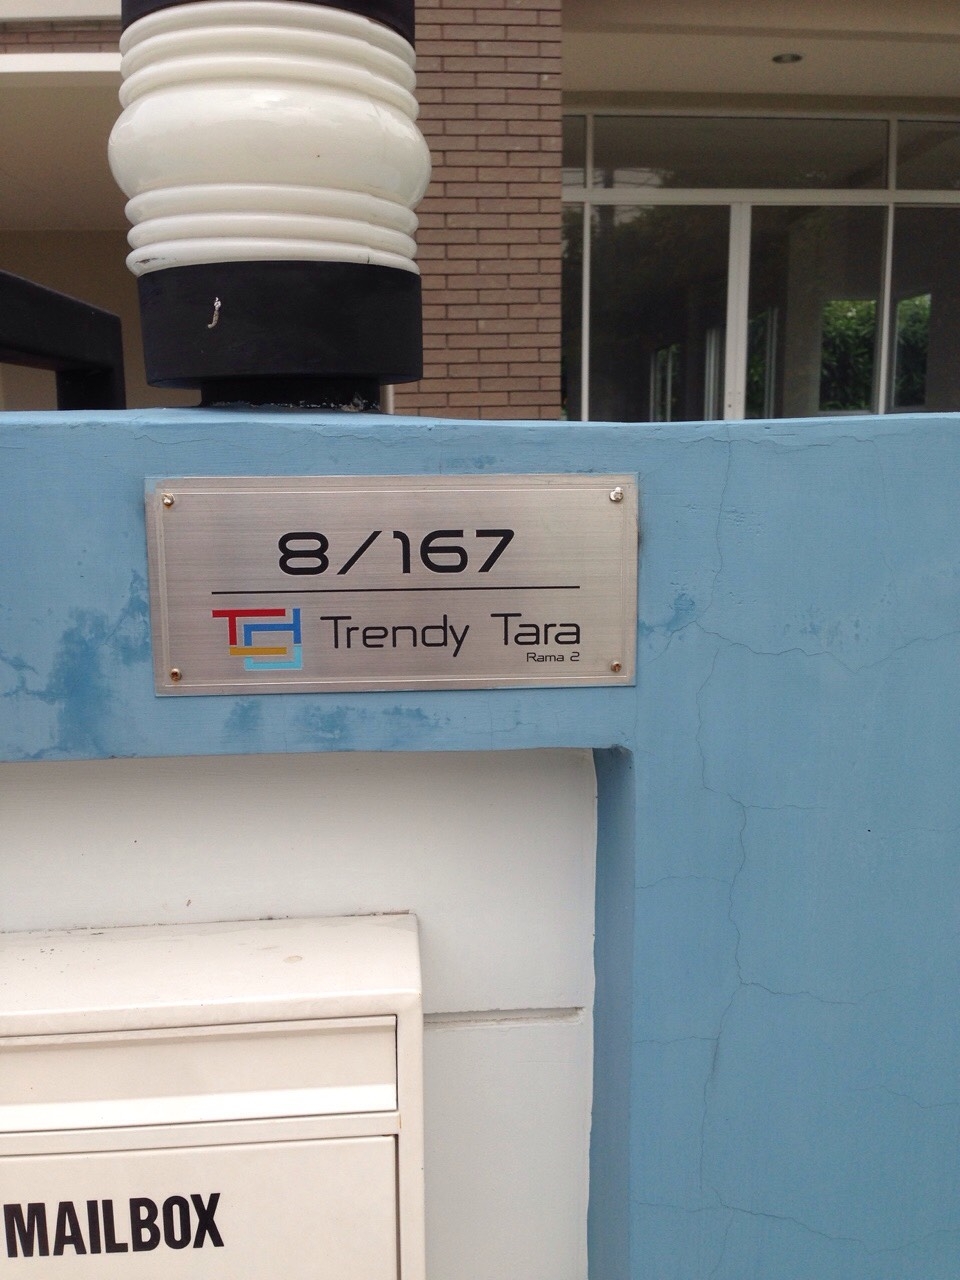 8/167
Trendy Tara
Rama 2
MAILBOX